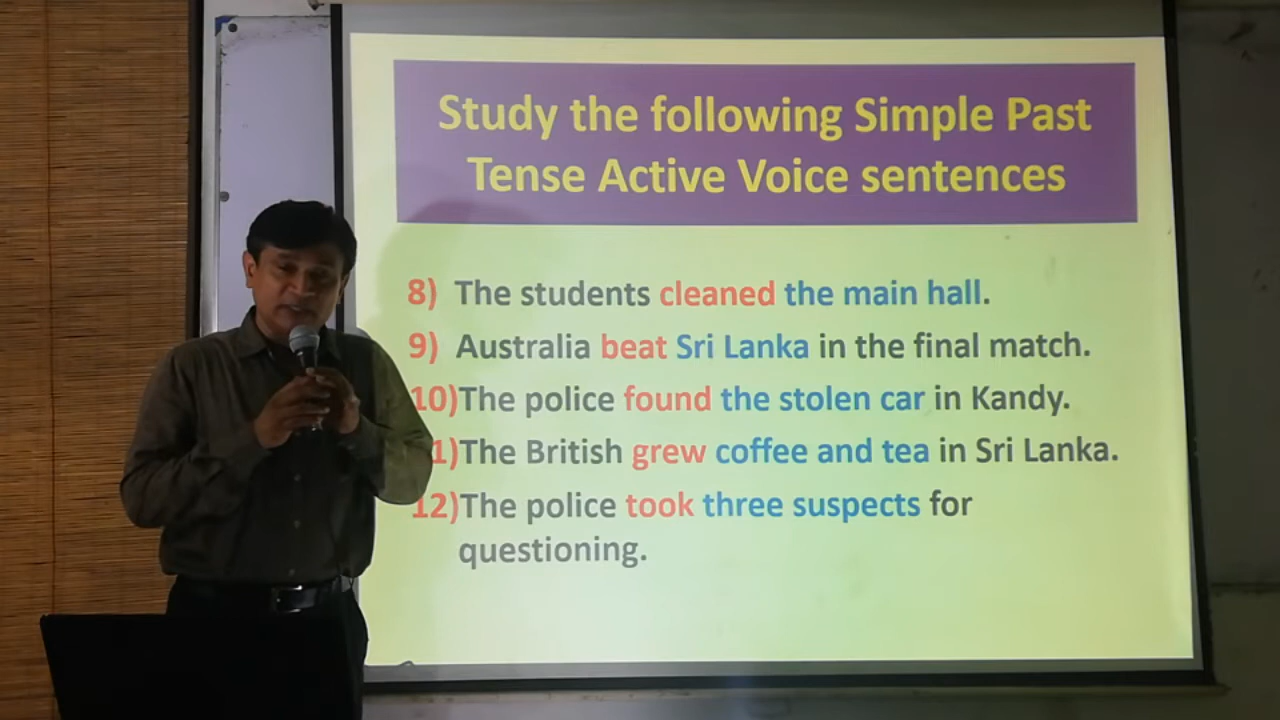 Study the following Simple Past
Tense Active Voice sentences
8) The students cleaned the main hall.
9) Australia beat Sri Lanka in the final match.
10)The police found the stolen car in Kandy.
1)The British grew coffee and tea in Sri Lanka.
12)The police took three suspects for
questioning.